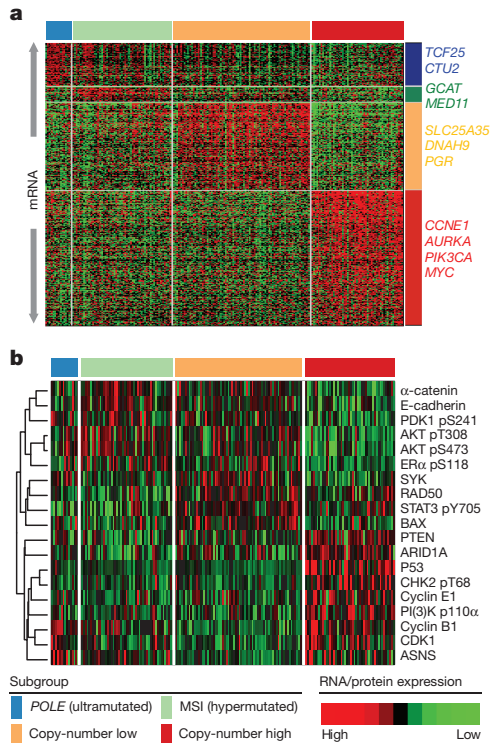 a
TCF25
CTU2
GCAT
MED11
SLC25A35
DNAH9
PGR
CCNE1
AURKA
PIK3CA
MYC
mRNA
b
α-catenin
E-cadherin
PDK1 pS241
AKT pT308
AKT pS473
ERα pS118
SYK
RAD50
STAT3 pY705
BAX
PTEN
ARID1A
P53
CHK2 pT68
Cyclin E1
PI(3)K p110α
Cyclin B1
CDK1
ASNS
Subgroup
POLE (ultramutated)
MSI (hypermutated)
Copy-number low
Copy-number high
RNA/protein expression
High
Low